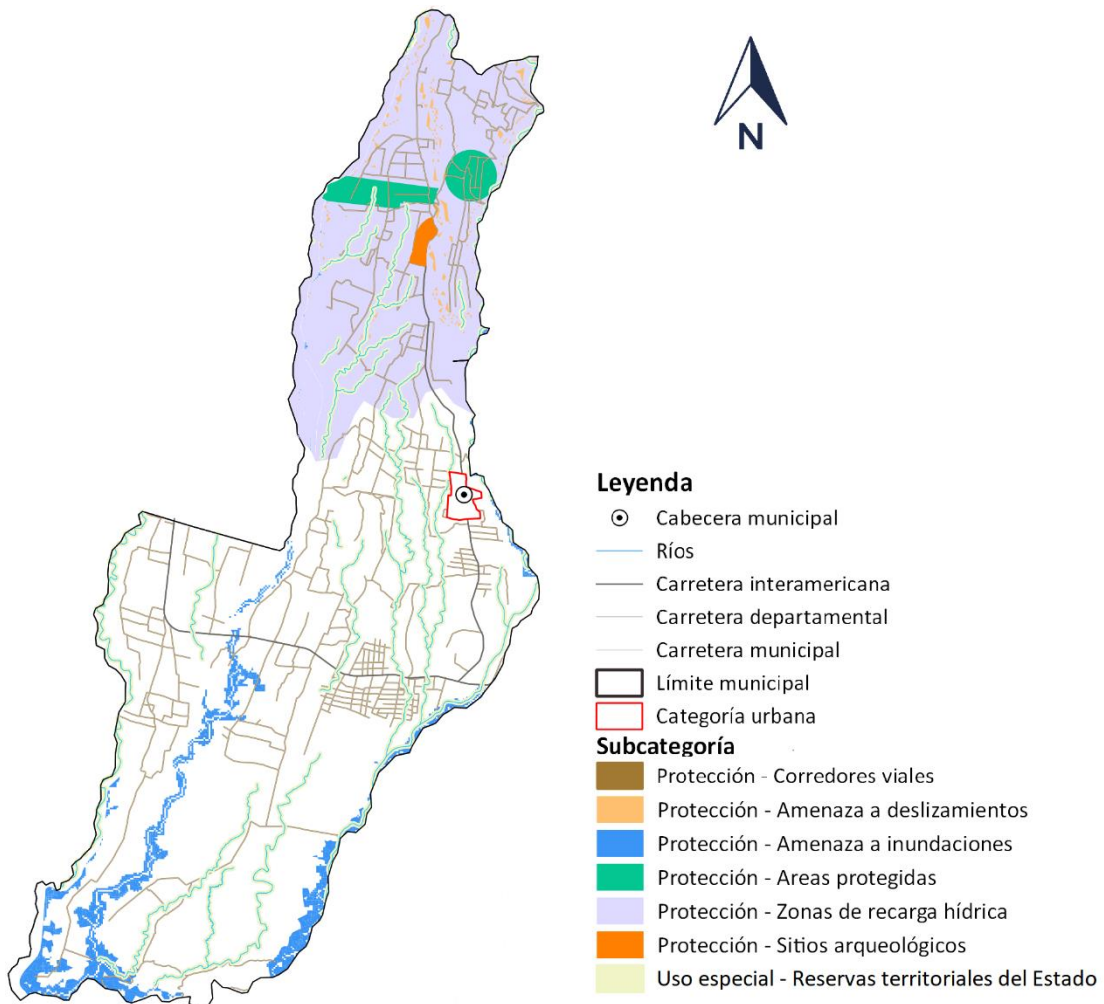 N
Leyenda
Cabecera municipal
Ríos
Carretera interamericana
Carretera departamental
Carretera municipal
Límite municipal
Categoría urbana
Subcategoría
Protección - Corredores viales
Protección - Amenaza a deslizamientos
Protección - Amenaza a inundaciones
Protección - Areas protegidas
Protección - Zonas de recarga hídrica
Protección - Sitios arqueológicos
Uso especial - Reservas territoriales del Estado